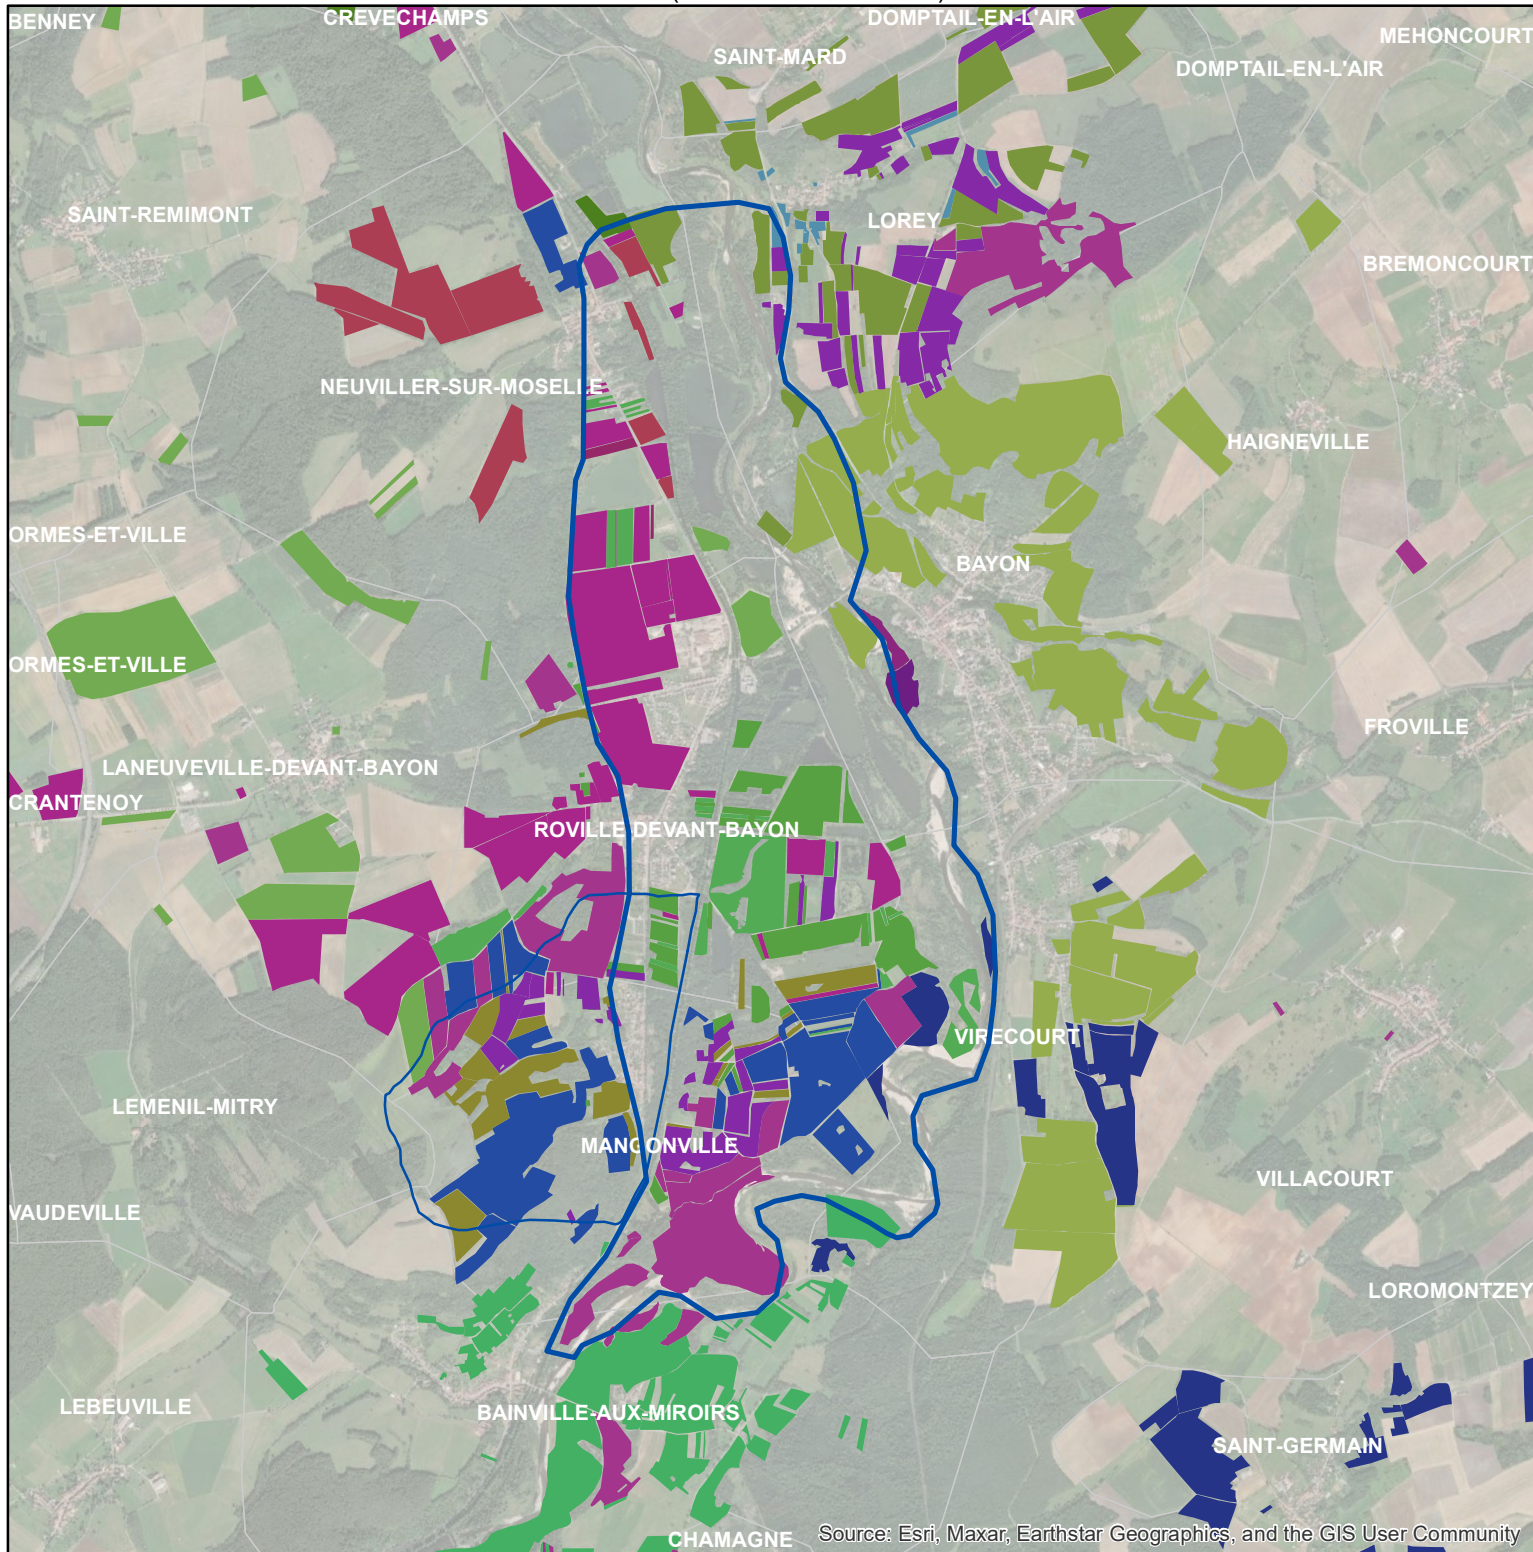 BENNEY
CREVECHAMPS
DOMPTAIL-EN-L'AIR
MEHONCOURT
SAINT-MARD
DOMPTAIL-EN-L'AIR
SAINT-REMIMONT
LOREY
BREMONCOURT
NEUVILLER-SUR-MOSELLE
HAIGNEVILLE
ORMES-ET-VILLE
BAYON
ORMES-ET-VILLE
FROVILLE
LANEUVEVILLE-DEVANT-BAYON
CRANTENOY
ROVILLE-DEVANT-BAYON
VIRECOURT
LEMENIL-MITRY
MANGONVILLE
VILLACOURT
VAUDEVILLE
LOROMONTZEY
LEBEUVILLE
BAINVILLE-AUX-MIROIRS
SAINT-GERMAIN
CHAMAGNE
Source: Esri, Maxar, Earthstar Geographics, and the GIS User Community